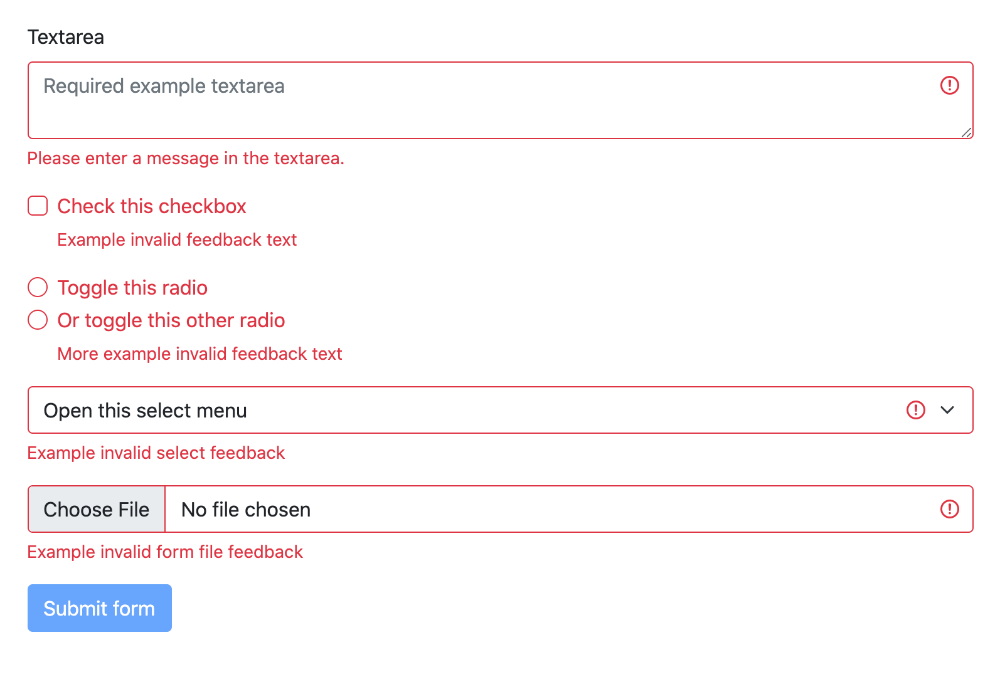 Textarea
Required example textarea
Please enter a message in the textarea.
Check this checkbox
Example invalid feedback text
Toggle this radio
Or toggle this other radio
More example invalid feedback text
Open this select menu
Example invalid select feedback
Choose File No file chosen
Example invalid form file feedback
Submit form